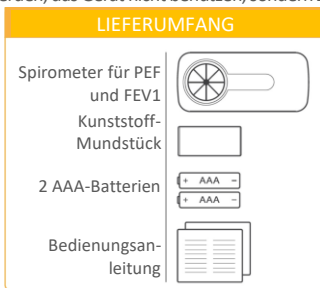 LIEFERUMFANG
Spirometer für PEF
und FEV1
Kunststoff-
Mundstück
2 AAA-Batterien
+ AAA −
+ AAA −
Bedienungsan-
leitung